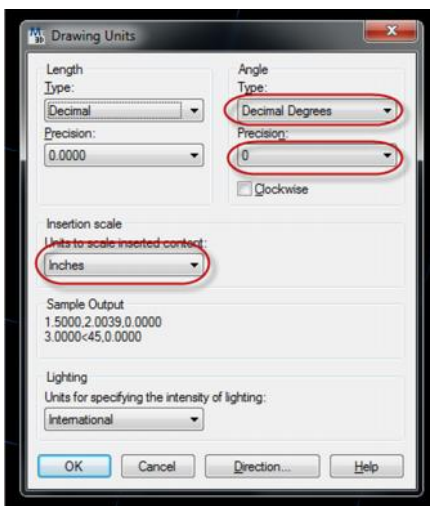 Drawing Units
Length
Type:
Decimal
Precision:
0.0000
Angle
Type:
Decimal Degrees
Precision:
0
Clockwise
Insertion scale
Units to scale inserted content:
Inches
Sample Output
1.5000,2.0039,0.0000
3.0000<45,0.0000
Lighting
Units for specifying the intensity of lighting:
International
OK
Cancel
Direction...
Help